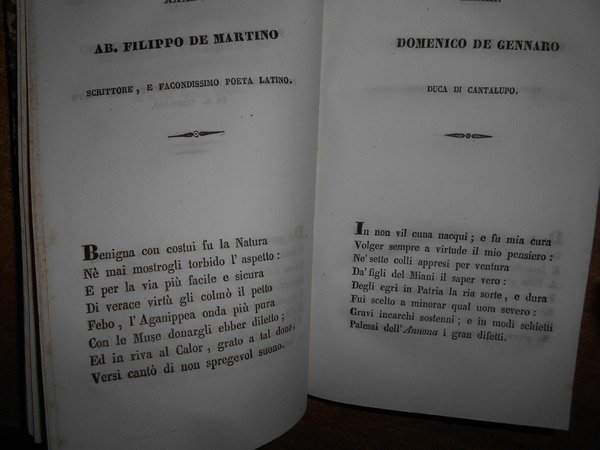 AB. FILIPPO DE MARTINO
SCRITTORE, E FACONDISSIMO POETA LATINO.
Benigna con costui fu la Natura
Nè mai mostrogli torbido l'aspetto:
E per la via più facile e sicura
Di verace virtù gli colmò il petto
Febo, l'Aganippea onda più pura
Con le Muse donargli ebber diletto;
Ed in riva al Calor, grato a tal dono,
Versi cantò di non spregevol suono.
DOMENICO DE GENNARO
DUCA DI CANTALUPO.
In non vil cuna nacqui; e fu mia cura
Volger sempre a virtude il mio pensiero:
Ne' sette colli appresi per ventura
Da' figli del Miani il saper vero:
Degli egri in Patria la ria sorte, e dura
Fui scelto a minorar qual uom severo:
Gravi incarchi sostenni; e in modi schietti
Palesai dell'Annona i gran difetti.